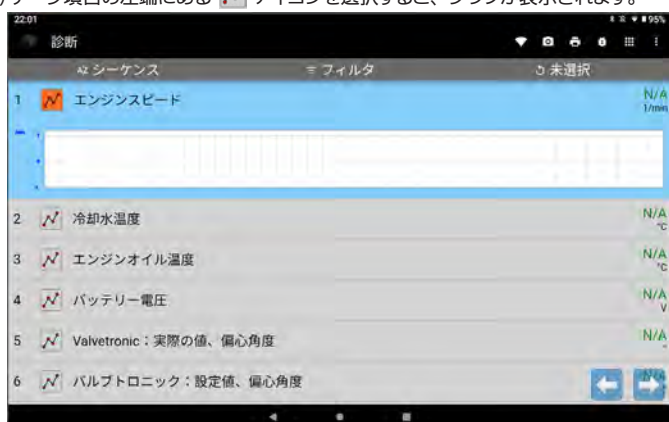 データ項目の左端にある アイコンを選択すると、グラフが表示されます。
22:01
95%
診断
AZ シーケンス
フィルタ
未選択
1 エンジンスピード N/A
1/min
2 冷却水温度 N/A
°C
3 エンジンオイル温度 N/A
°C
4 バッテリー電圧 N/A
V
5 Valvetronic：実際の値、偏心角度 N/A
°
6 バルブトロニック：設定値、偏心角度